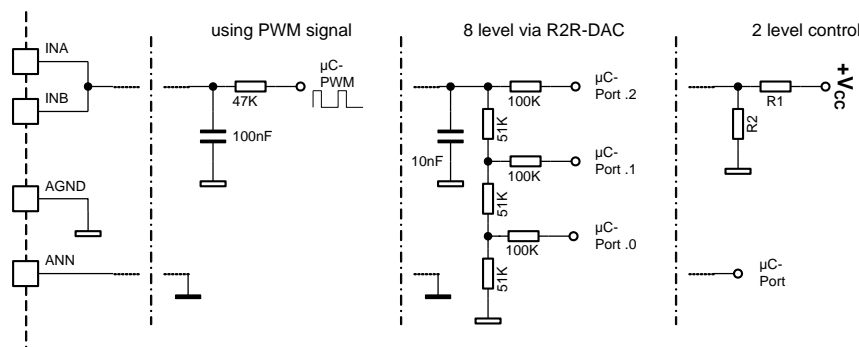 using PWM signal
8 level via R2R-DAC
2 level control
INA
INB
AGND
ANN
47K
µC-
PWM
100nF
100K
µC-
Port .2
51K
10nF
100K
µC-
Port .1
51K
100K
µC-
Port .0
51K
R1
+VCC
R2
µC-
Port